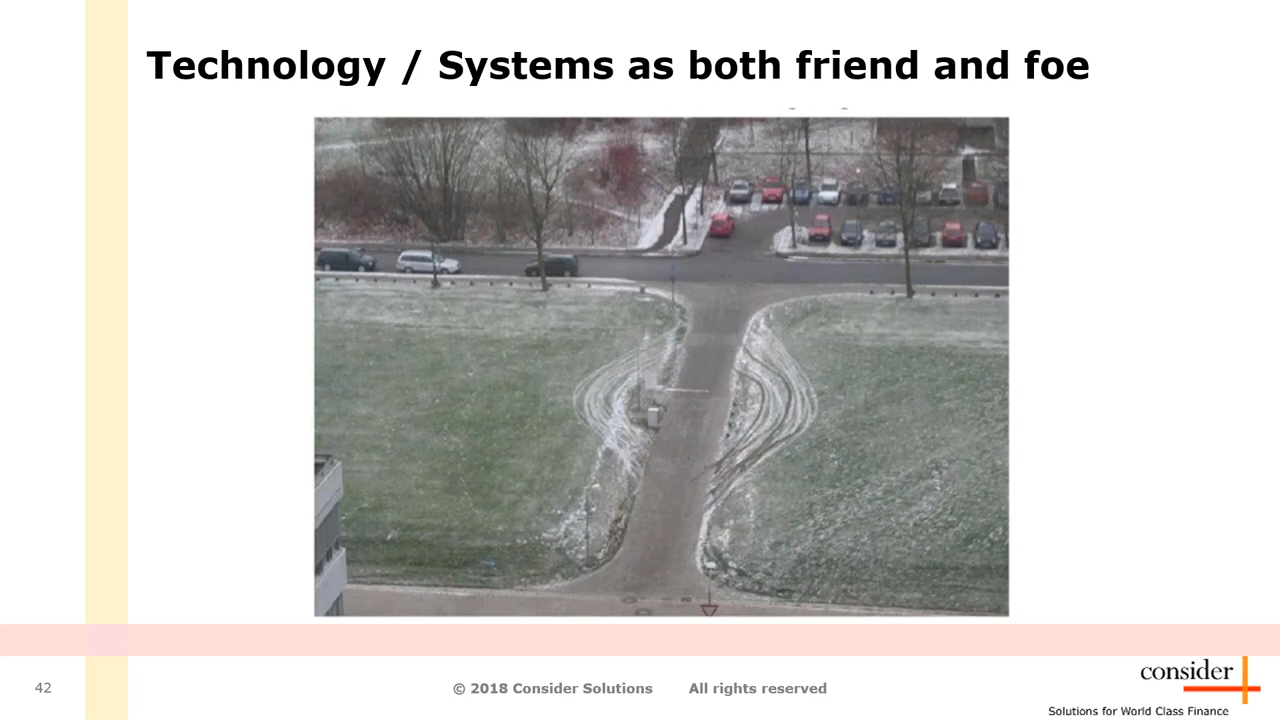 Technology / Systems as both friend and foe
42
© 2018 Consider Solutions All rights reserved
consider
Solutions for World Class Finance